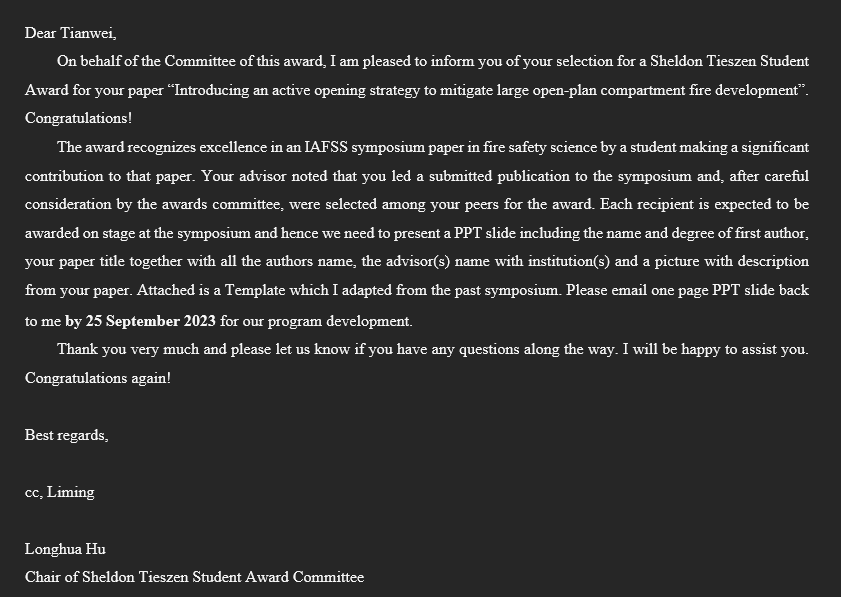 Dear Tianwei,
On behalf of the Committee of this award, I am pleased to inform you of your selection for a Sheldon Tieszen Student
Award for your paper “Introducing an active opening strategy to mitigate large open-plan compartment fire development”.
Congratulations!
The award recognizes excellence in an IAFSS symposium paper in fire safety science by a student making a significant
contribution to that paper. Your advisor noted that you led a submitted publication to the symposium and, after careful
consideration by the awards committee, were selected among your peers for the award. Each recipient is expected to be
awarded on stage at the symposium and hence we need to present a PPT slide including the name and degree of first author,
your paper title together with all the authors name, the advisor(s) name with institution(s) and a picture with description
from your paper. Attached is a Template which I adapted from the past symposium. Please email one page PPT slide back
to me by 25 September 2023 for our program development.
Thank you very much and please let us know if you have any questions along the way. I will be happy to assist you.
Congratulations again!
Best regards,
cc, Liming
Longhua Hu
Chair of Sheldon Tieszen Student Award Committee